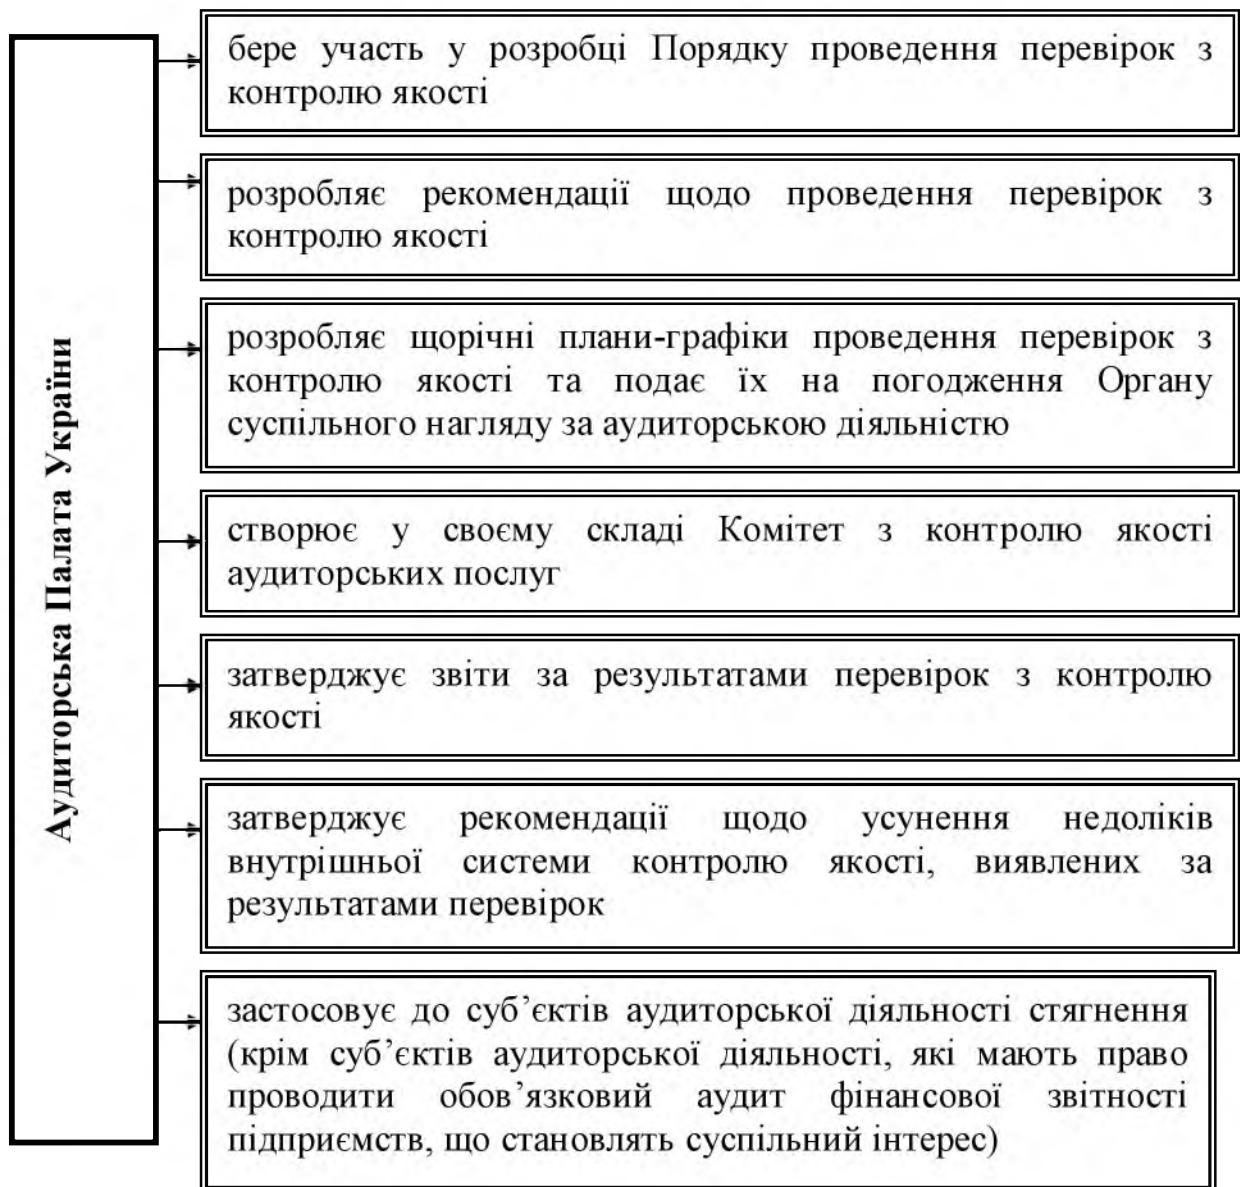 Аудиторська Палата України
бере участь у розробці Порядку проведення перевірок з
контролю якості
розробляє рекомендації щодо проведення перевірок з
контролю якості
розробляє щорічні плани-графіки проведення перевірок з
контролю якості та подає їх на погодження Органу
суспільного нагляду за аудиторською діяльністю
створює у своєму складі Комітет з контролю якості
аудиторських послуг
затверджує звіти за результатами перевірок з контролю
якості
затверджує рекомендації щодо усунення недоліків
внутрішньої системи контролю якості, виявлених за
результатами перевірок
застосовує до суб’єктів аудиторської діяльності стягнення
(крім суб’єктів аудиторської діяльності, які мають право
проводити обов’язковий аудит фінансової звітності
підприємств, що становлять суспільний інтерес)